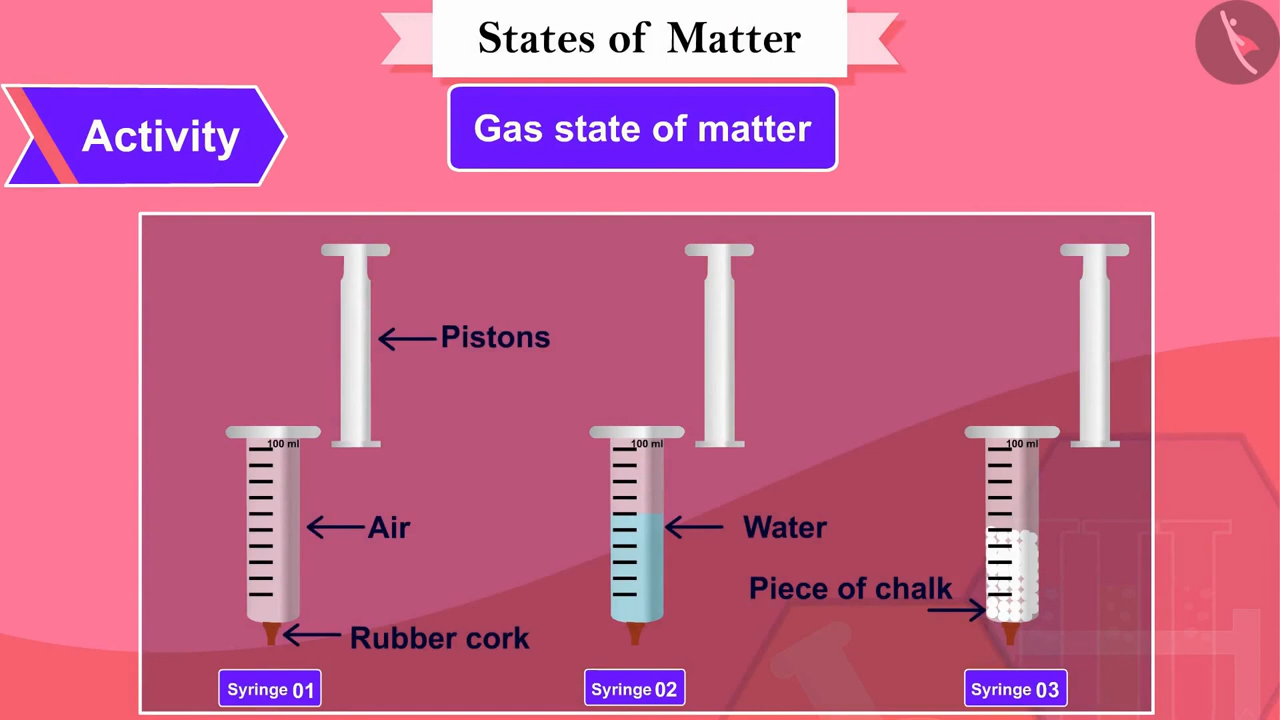 States of Matter
Activity
Gas state of matter
Pistons
100 ml
100 ml
100 ml
Air
Water
Piece of chalk
Rubber cork
Syringe 01
Syringe 02
Syringe 03